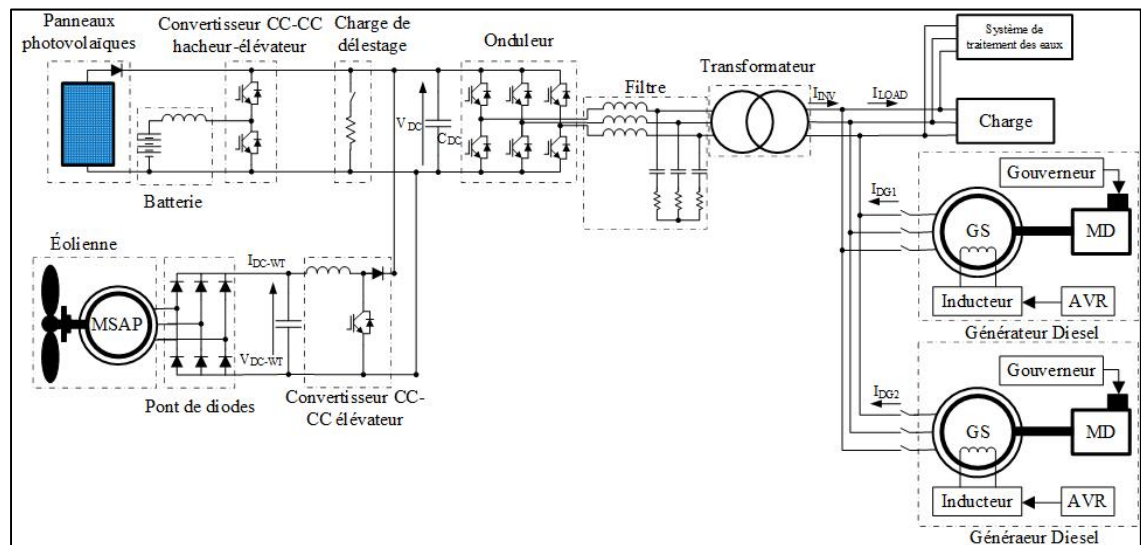 Panneaux
photovolaïques
Convertisseur CC-CC
hacheur-élévateur
Charge de
délestage
Onduleur
Filtre
Transformateur
Système de
traitement des eaux
I_INV
I_LOAD
Charge
V_DC
C_DC
Batterie
Gouverneur
I_DG1
GS
MD
Inducteur
AVR
Générateur Diesel
Éolienne
I_DC-WT
MSAP
V_DC-WT
Pont de diodes
Convertisseur CC-
CC élévateur
Gouverneur
I_DG2
GS
MD
Inducteur
AVR
Généraeur Diesel